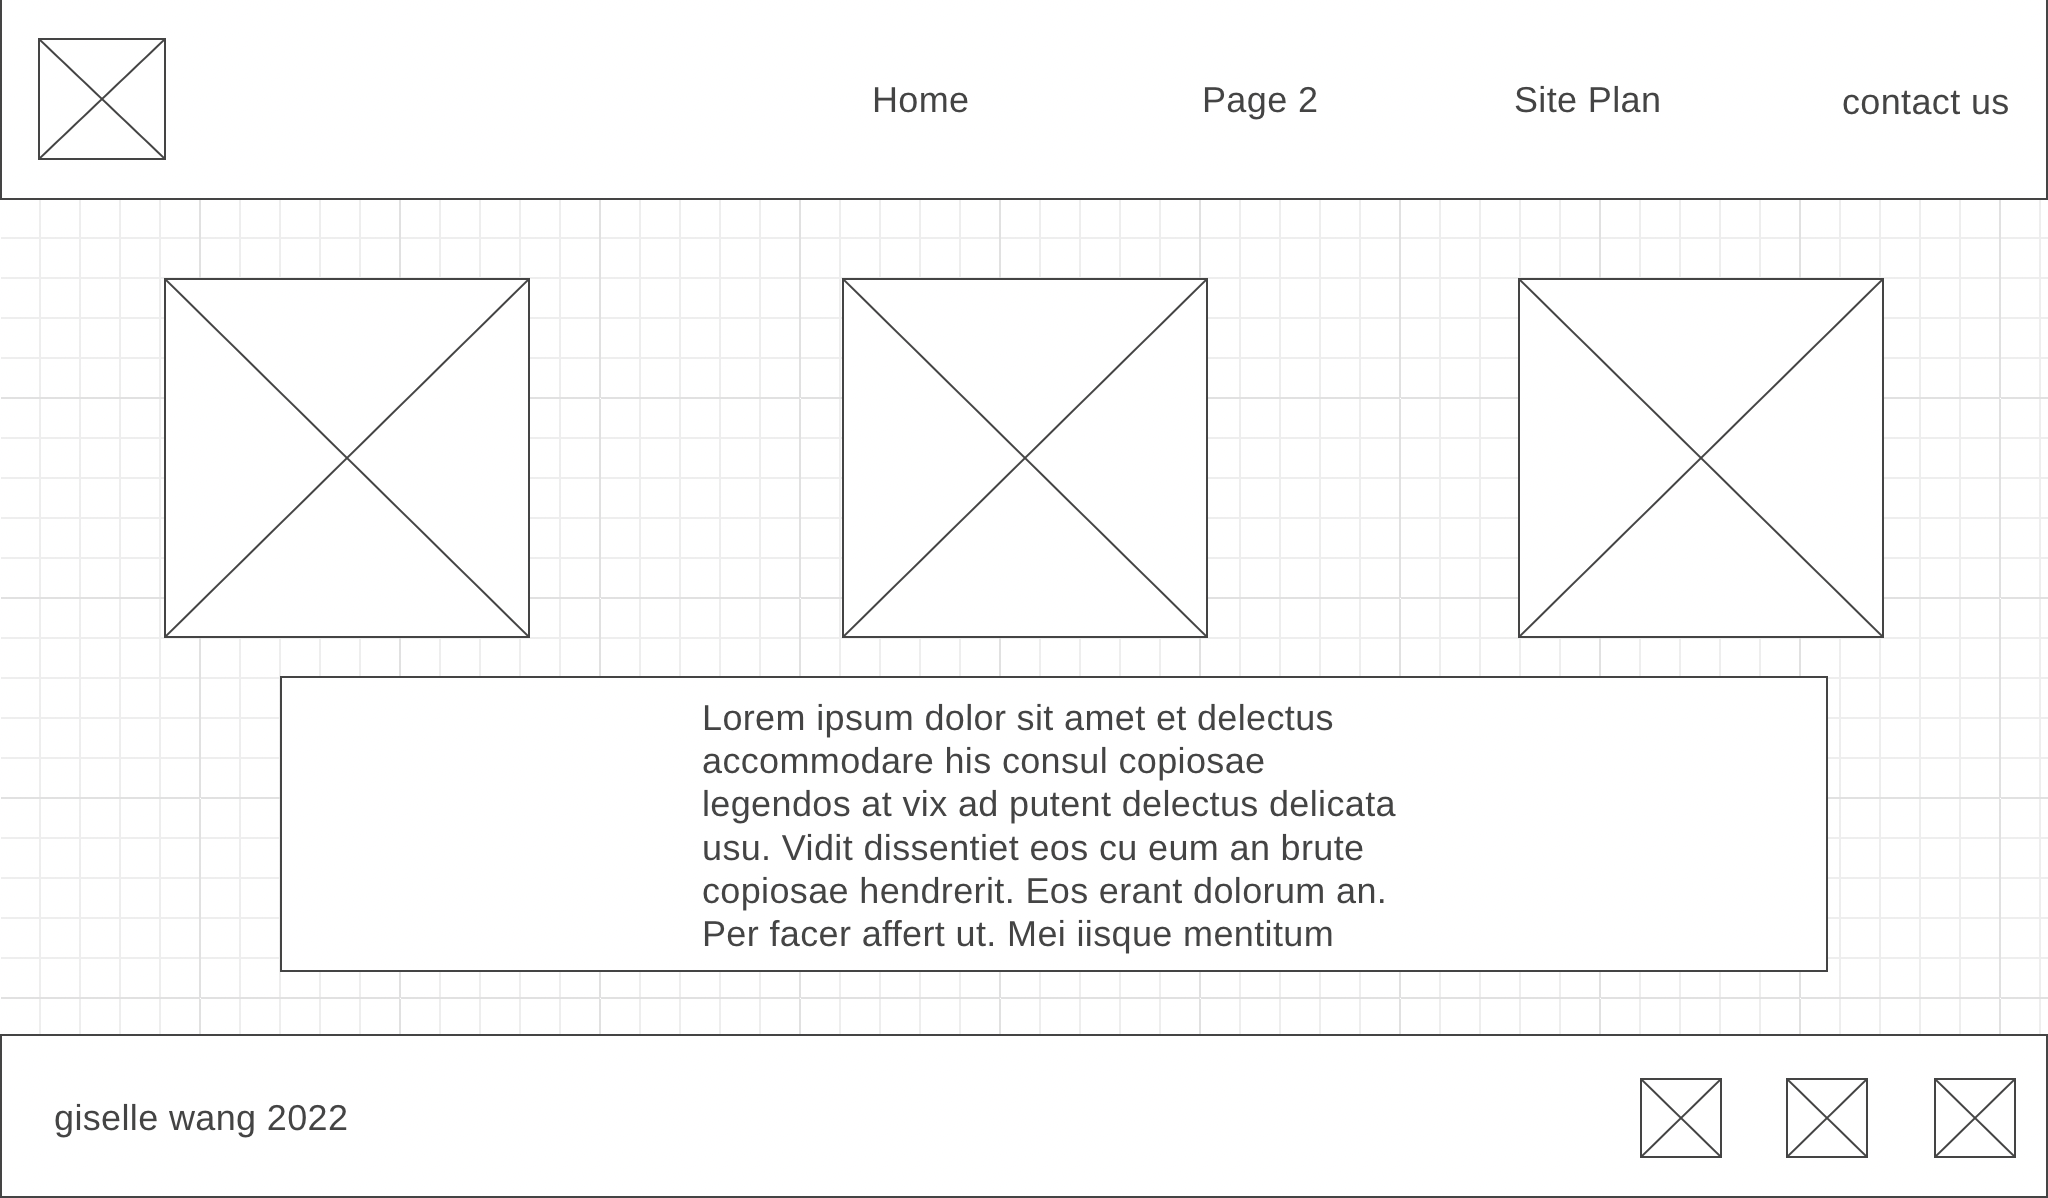 Home Page 2 Site Plan contact us
Lorem ipsum dolor sit amet et delectus
accommodare his consul copiosae
legendos at vix ad putent delectus delicata
usu. Vidit dissentiet eos cu eum an brute
copiosae hendrerit. Eos erant dolorum an.
Per facer affert ut. Mei iisque mentitum
giselle wang 2022